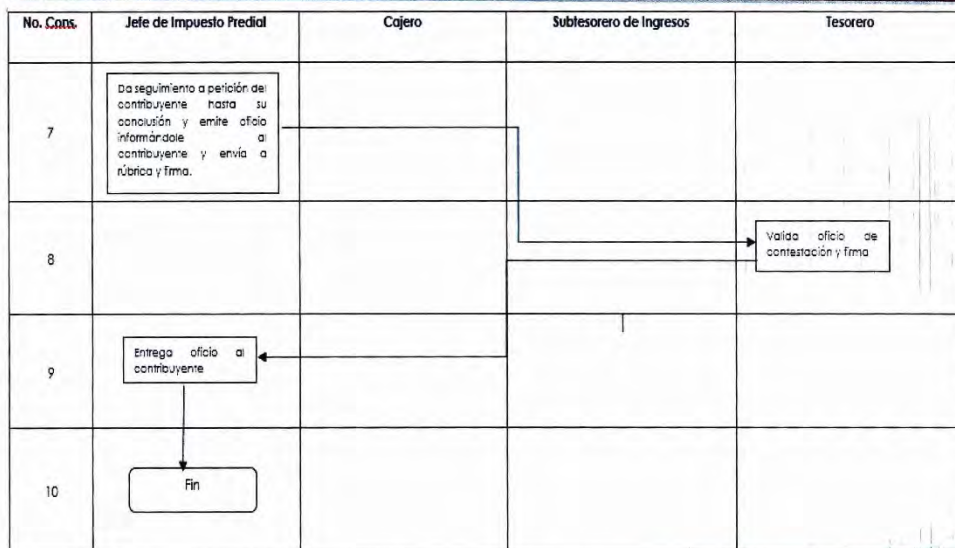 No. Cons. Jefe de Impuesto Predial Cajero Subtesorero de Ingresos Tesorero
7
Da seguimiento a petición del
contribuyente hasta su
conclusión y emite oficio
informándole al
contribuyente y envía a
rúbrica y firma.
8
Valida oficio de
contestación y firma
9
Entrega oficio al
contribuyente
10
Fin